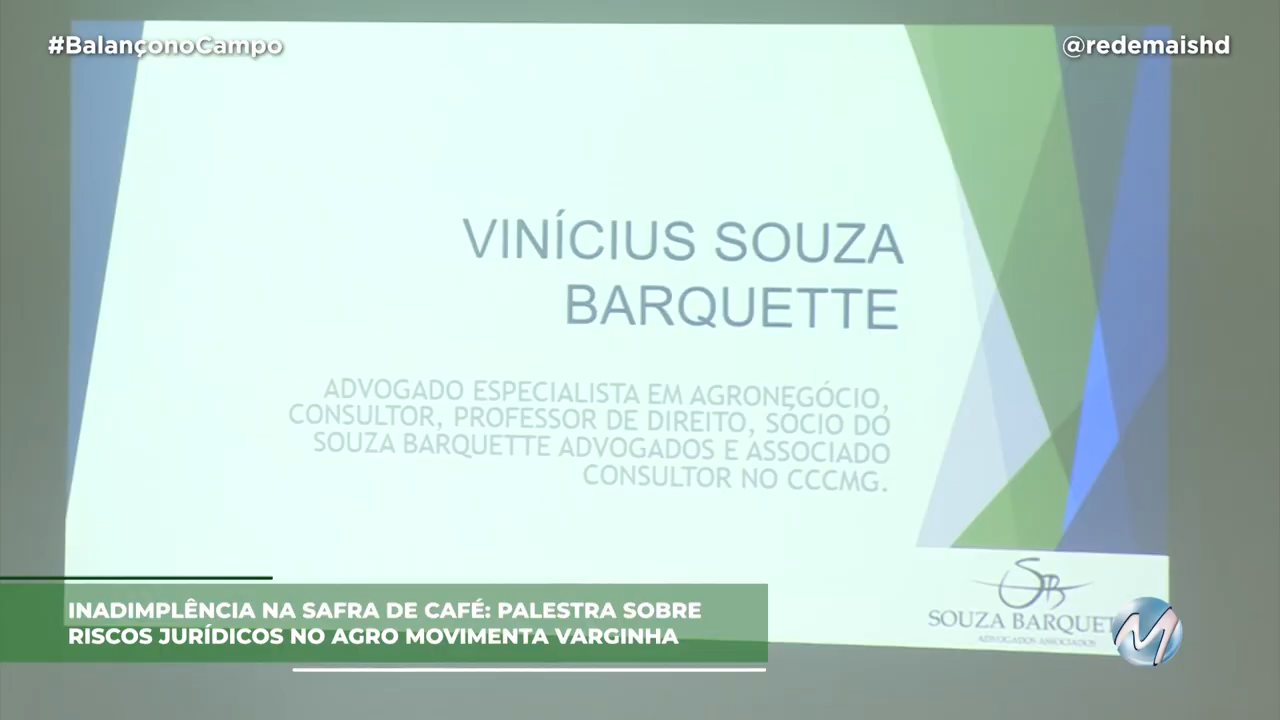 #BalançonoCampo
@redemaishd
VINÍCIUS SOUZA
BARQUETTE
ADVOGADO ESPECIALISTA EM AGRONEGÓCIO,
CONSULTOR, PROFESSOR DE DIREITO, SÓCIO DO
SOUZA BARQUETTE ADVOGADOS E ASSOCIADO
CONSULTOR NO CCCMG.
SOUZA BARQUET
ADVOGADOS ASSOCIADOS
INADIMPLÊNCIA NA SAFRA DE CAFÉ: PALESTRA SOBRE
RISCOS JURÍDICOS NO AGRO MOVIMENTA VARGINHA